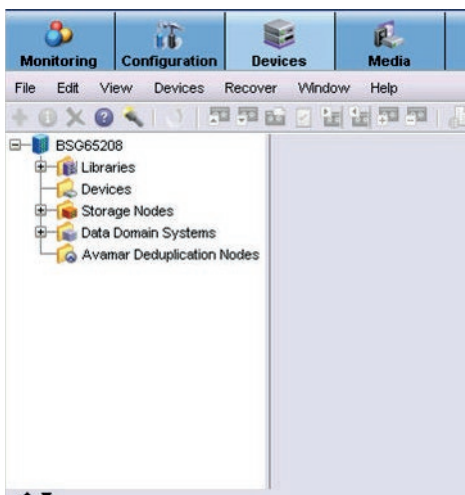 Monitoring Configuration Devices Media
File Edit View Devices Recover Window Help
BSG65208
Libraries
Devices
Storage Nodes
Data Domain Systems
Avamar Deduplication Nodes